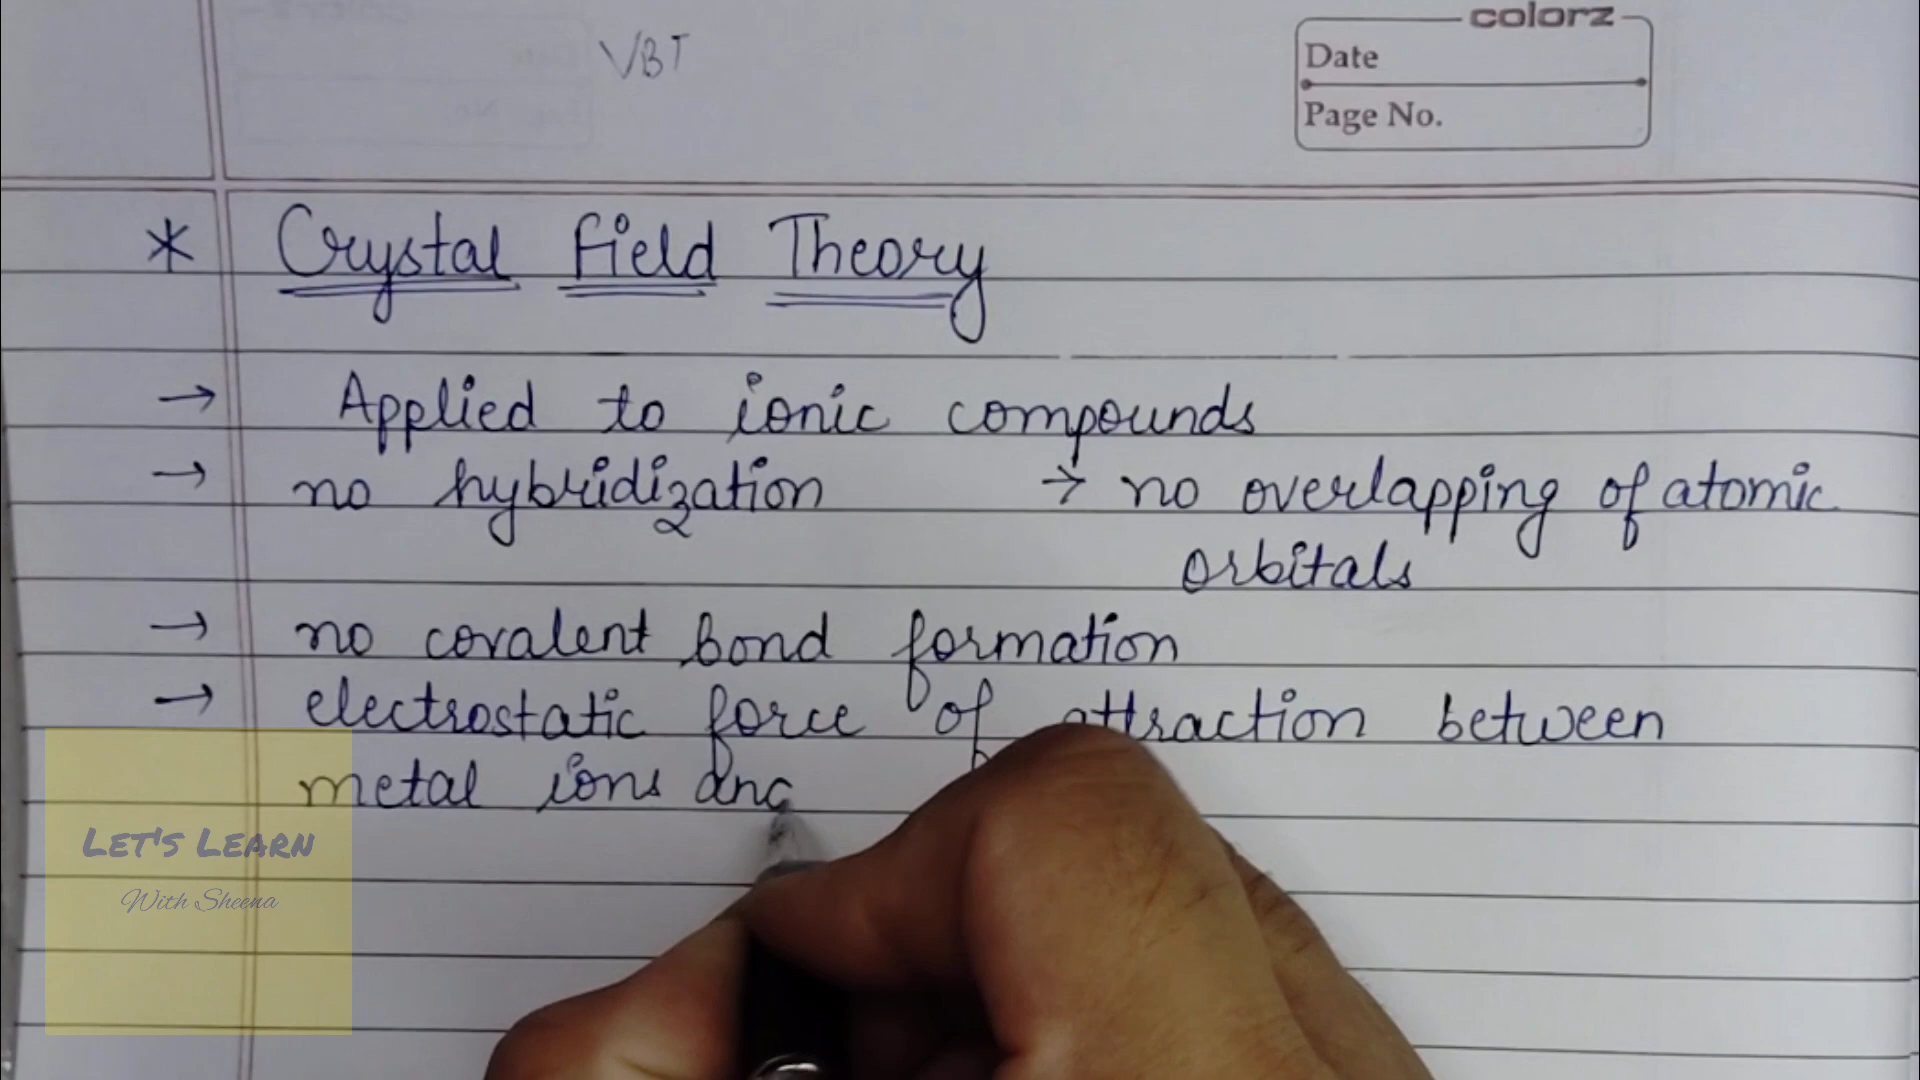 colorz
VBT
Date
Page No.
* Crystal Field Theory
→ Applied to ionic compounds
→ no hybridization → no overlapping of atomic
orbitals
→ no covalent bond formation
→ electrostatic force of attraction between
metal ions anc
LET'S LEARN
With Sheena